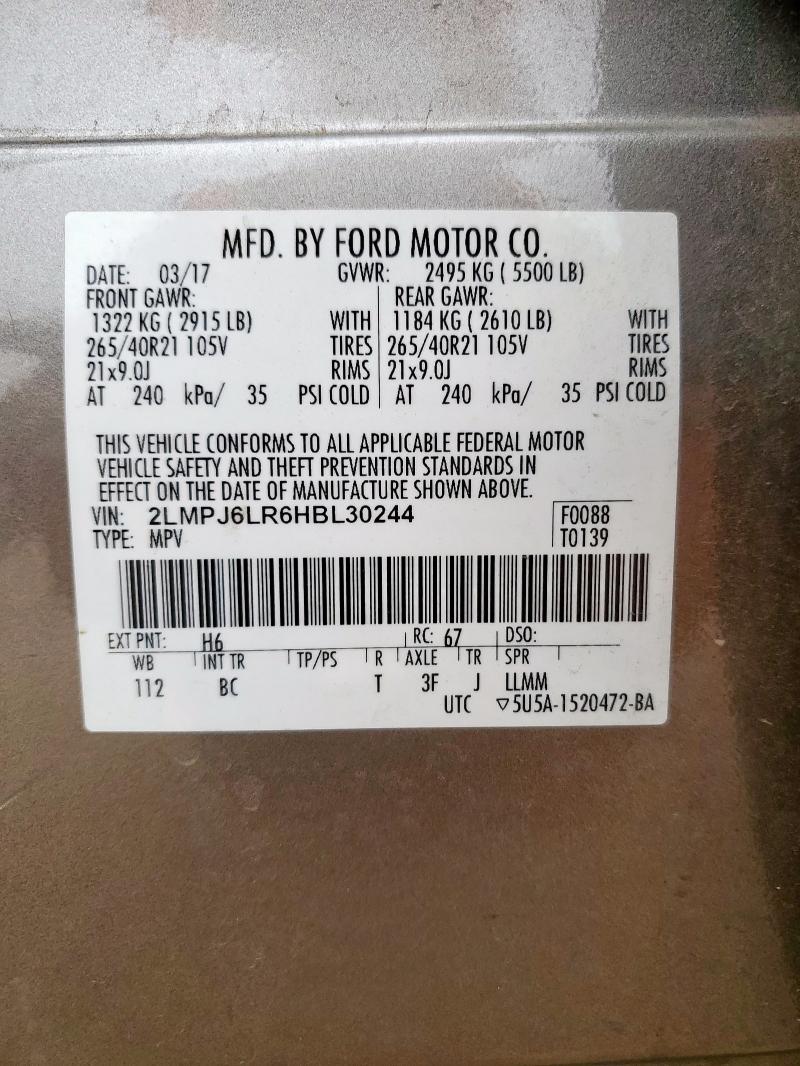 MFD. BY FORD MOTOR CO.
DATE: 03/17 GVWR: 2495 KG ( 5500 LB)
FRONT GAWR: REAR GAWR:
1322 KG ( 2915 LB) WITH 1184 KG ( 2610 LB) WITH
265/40R21 105V TIRES 265/40R21 105V TIRES
21x9.0J RIMS 21x9.0J RIMS
AT 240 kPa/ 35 PSI COLD AT 240 kPa/ 35 PSI COLD
THIS VEHICLE CONFORMS TO ALL APPLICABLE FEDERAL MOTOR
VEHICLE SAFETY AND THEFT PREVENTION STANDARDS IN
EFFECT ON THE DATE OF MANUFACTURE SHOWN ABOVE.
VIN: 2LMPJ6LR6HBL30244 F0088
TYPE: MPV T0139
EXT PNT: H6 RC: 67 DSO:
WB INT TR TP/PS R AXLE TR SPR
112 BC T 3F J LLMM
UTC ▽5U5A-1520472-BA